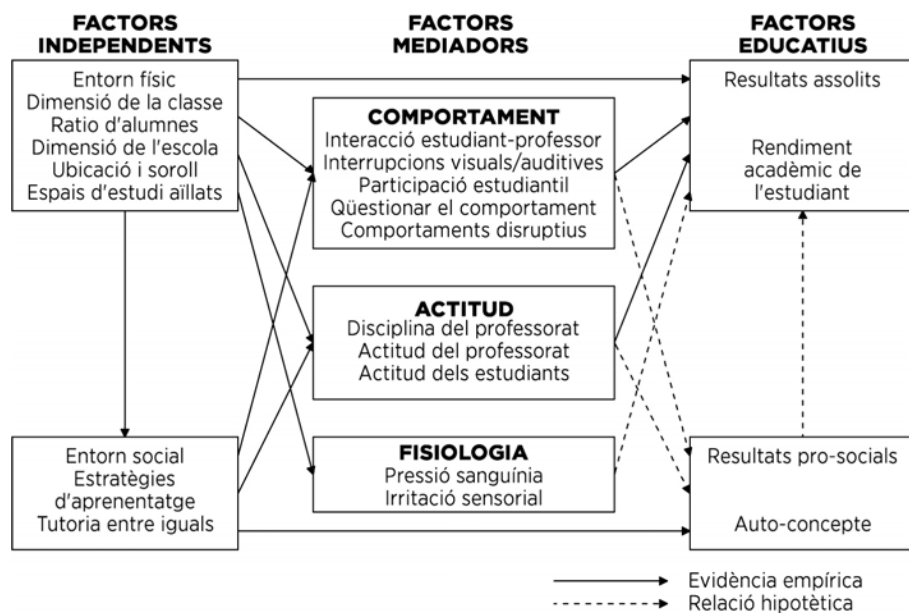 FACTORS
INDEPENDENTS
Entorn físic
Dimensió de la classe
Ratio d'alumnes
Dimensió de l'escola
Ubicació i soroll
Espais d'estudi aïllats
Entorn social
Estratègies
d'aprenentatge
Tutoria entre iguals
FACTORS
MEDIADORS
COMPORTAMENT
Interacció estudiant-professor
Interrupcions visuals/auditives
Participació estudiantil
Qüestionar el comportament
Comportaments disruptius
ACTITUD
Disciplina del professorat
Actitud del professorat
Actitud dels estudiants
FISIOLOGIA
Pressió sanguínia
Irritació sensorial
FACTORS
EDUCATIUS
Resultats assolits
Rendiment
acadèmic de
l'estudiant
Resultats pro-socials
Auto-concepte
Evidència empírica
Relació hipotètica